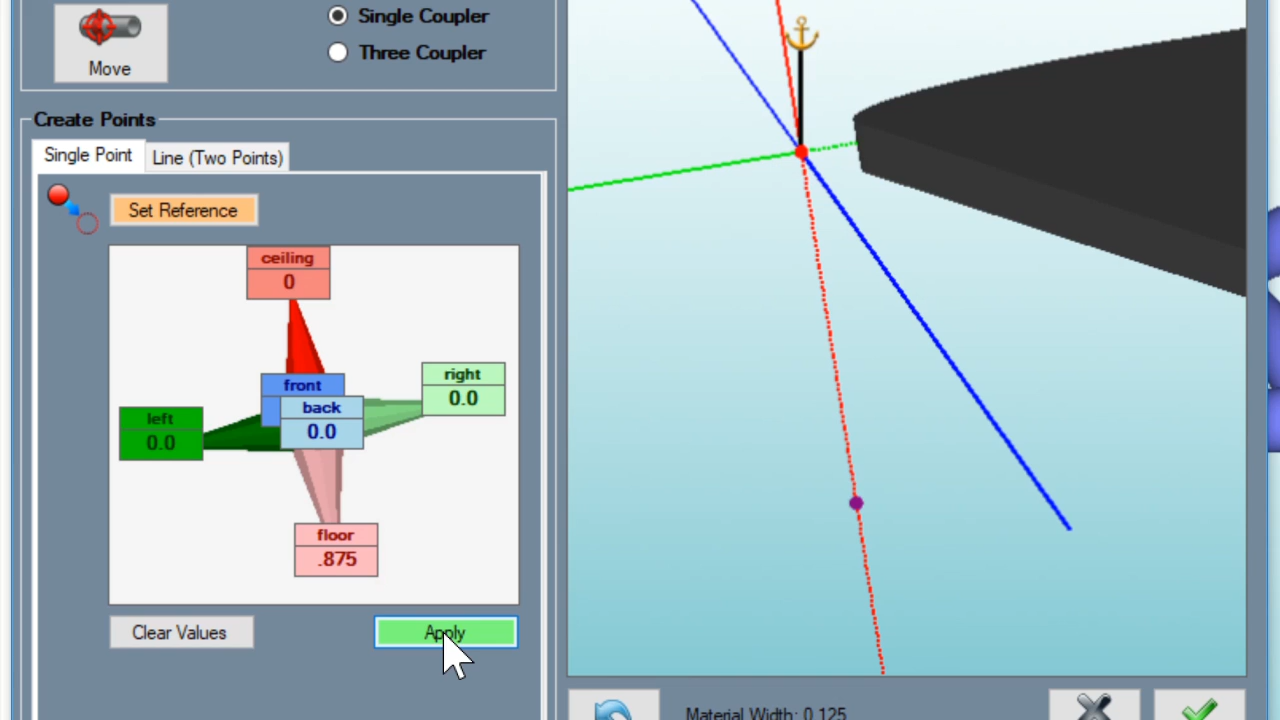 Single Coupler
Three Coupler
Move
Create Points
Single Point
Line (Two Points)
Set Reference
ceiling
0
front
right
0.0
back
0.0
left
0.0
floor
.875
Clear Values
Apply
Material Width: 0.125